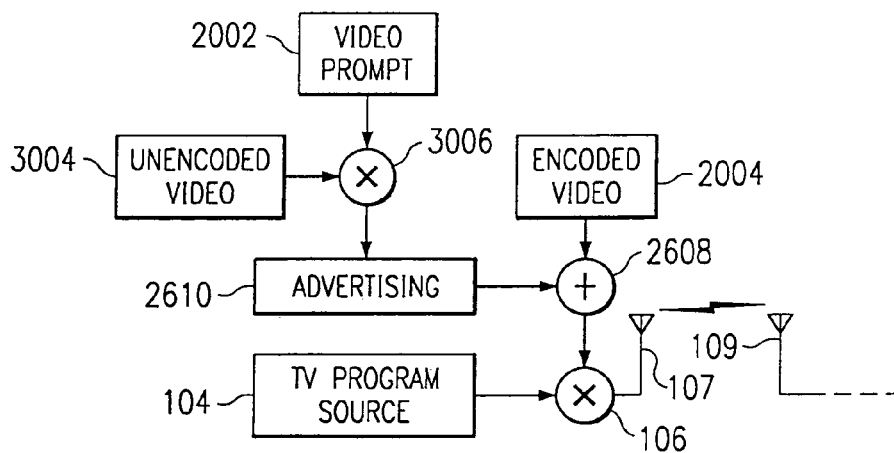 2002
VIDEO
PROMPT
3004
UNENCODED
VIDEO
×
3006
ENCODED
VIDEO
2004
2610
ADVERTISING
+
2608
104
TV PROGRAM
SOURCE
×
106
107
109